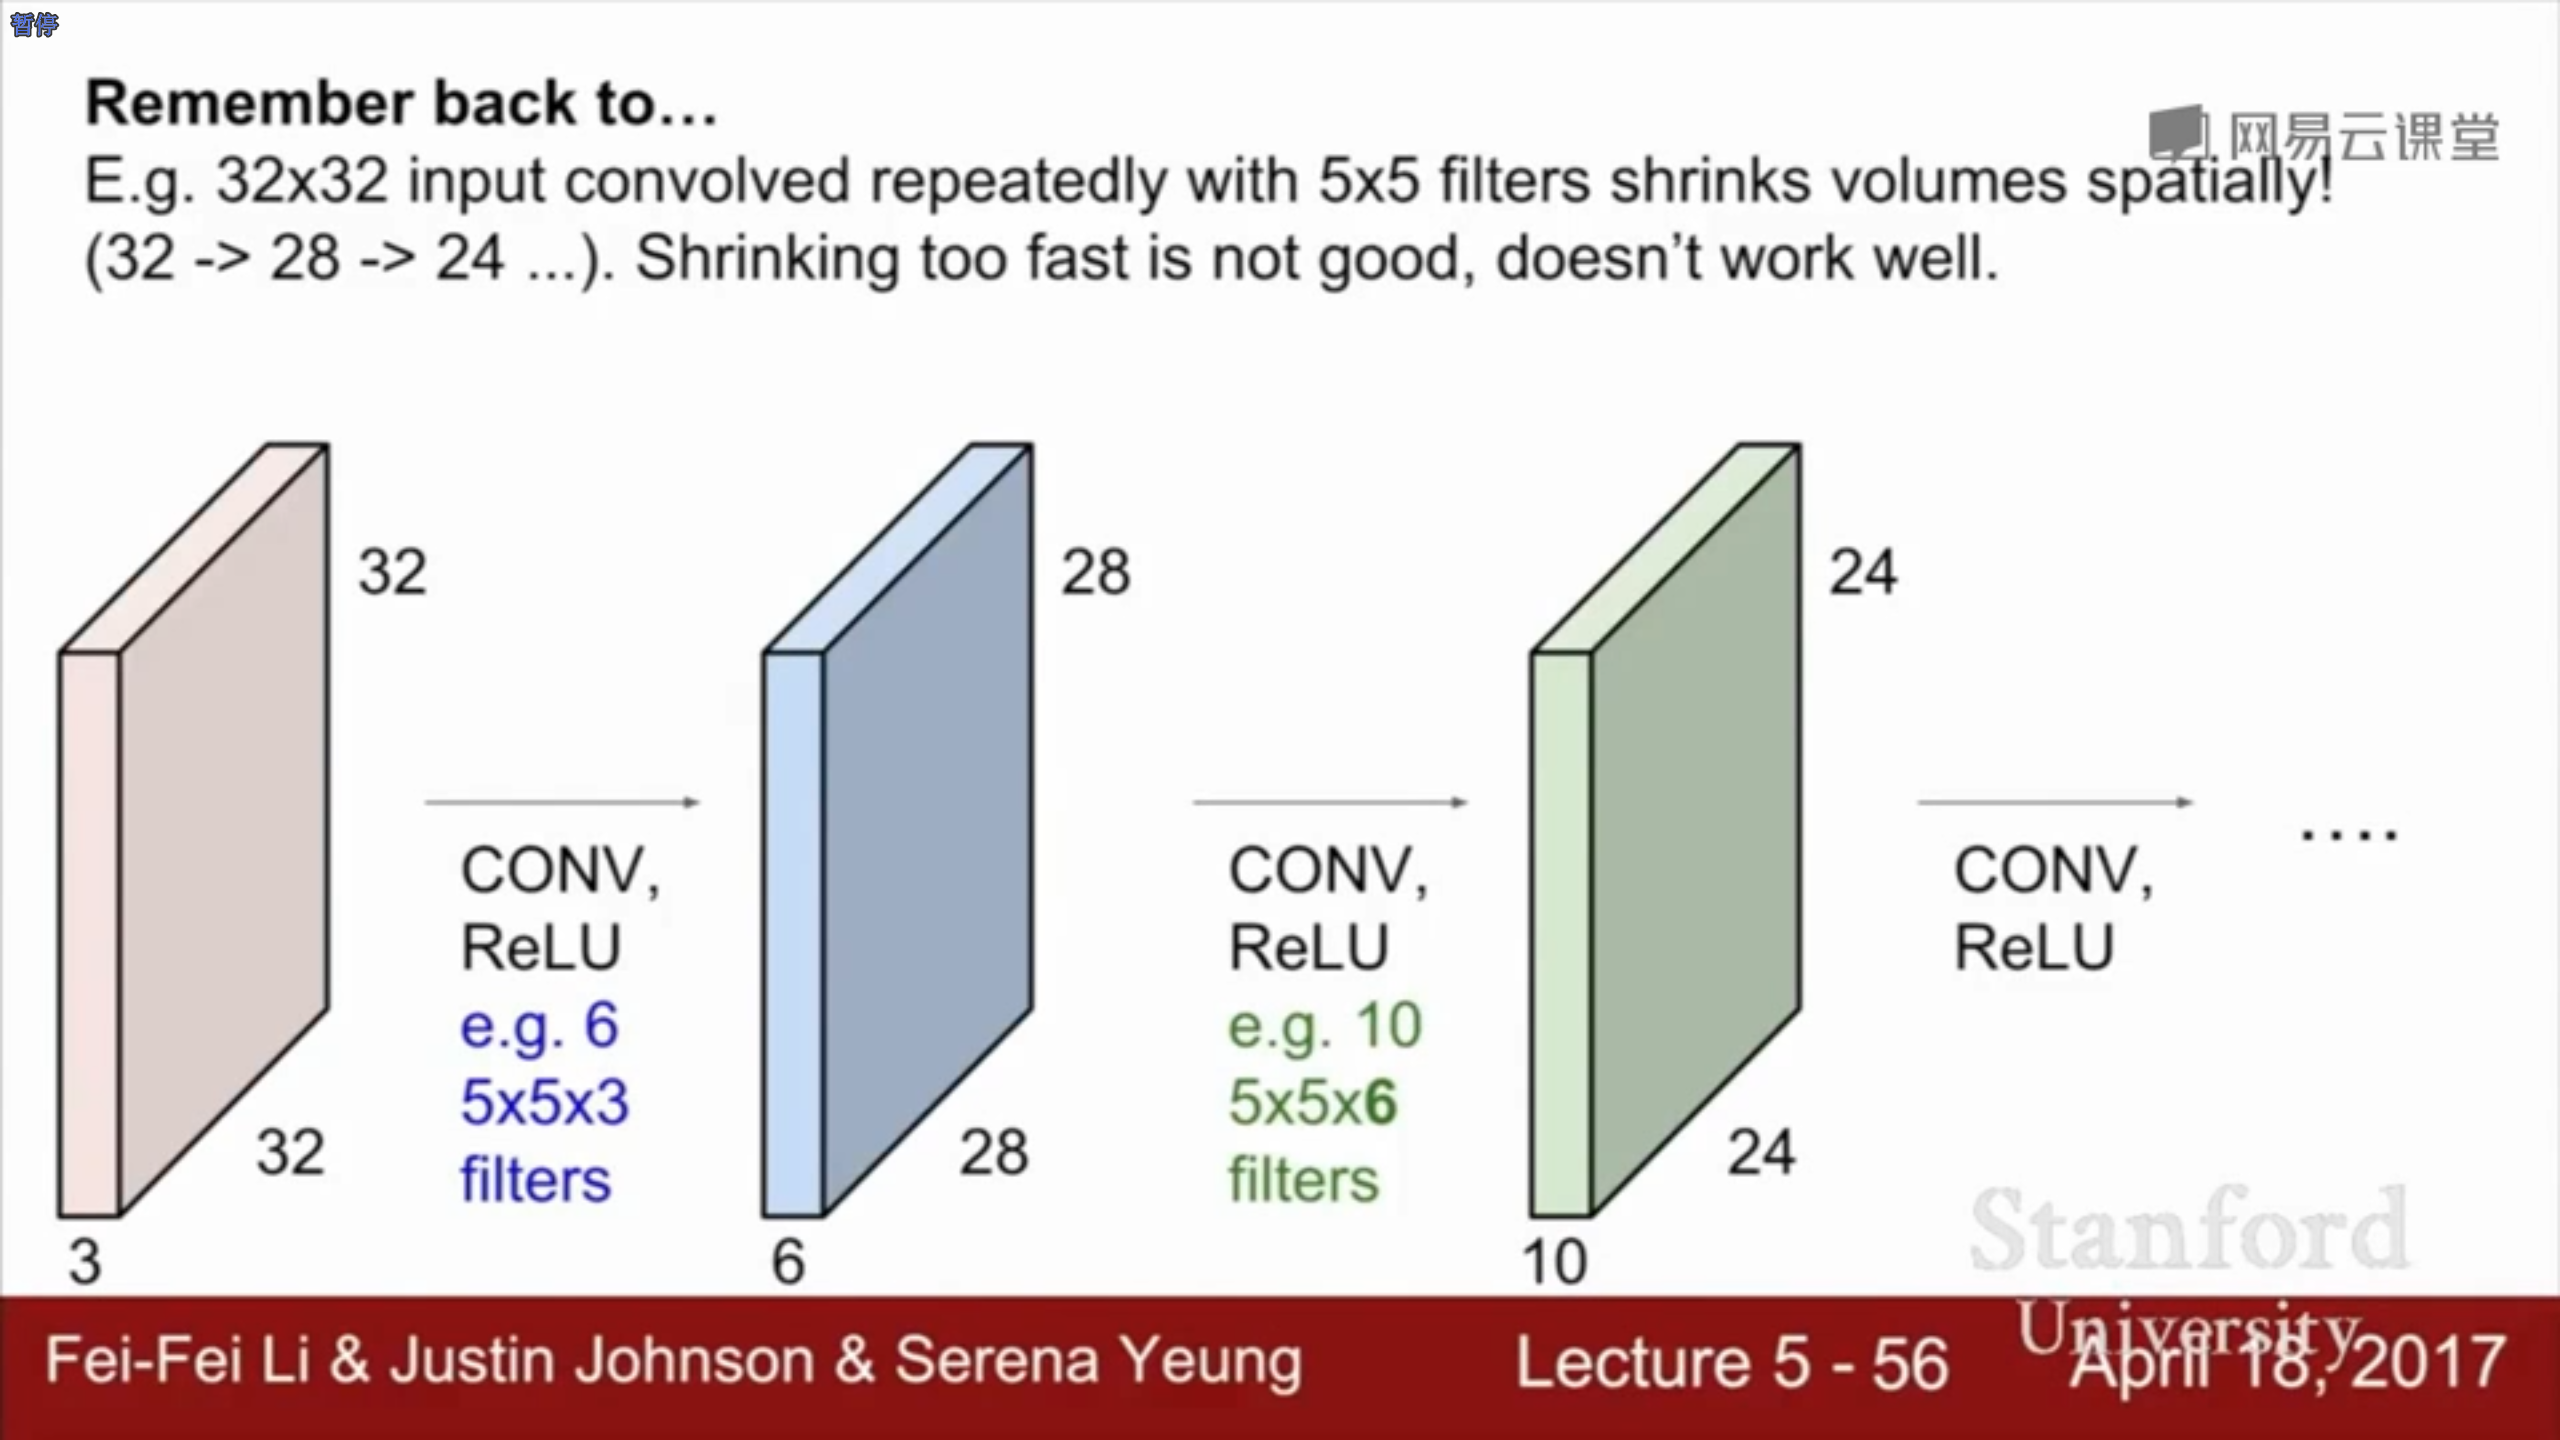 暂停
Remember back to…
网易云课堂
E.g. 32x32 input convolved repeatedly with 5x5 filters shrinks volumes spatially!
(32 -> 28 -> 24 ...). Shrinking too fast is not good, doesn't work well.
32
28
24
CONV,
ReLU
e.g. 6
5x5x3
filters
CONV,
ReLU
e.g. 10
5x5x6
filters
CONV,
ReLU
....
32
28
24
3
6
10
Stanford
University
Fei-Fei Li & Justin Johnson & Serena Yeung
Lecture 5 - 56
April 18, 2017